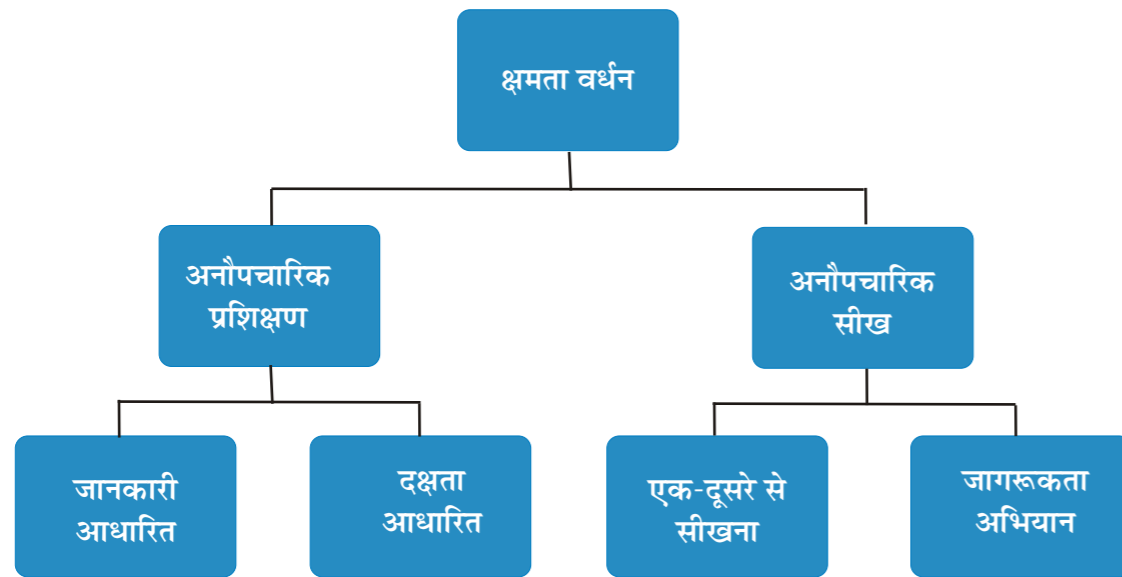 क्षमता वर्धन
अनौपचारिक
प्रशिक्षण
अनौपचारिक
सीख
जानकारी
आधारित
दक्षता
आधारित
एक-दूसरे से
सीखना
जागरूकता
अभियान